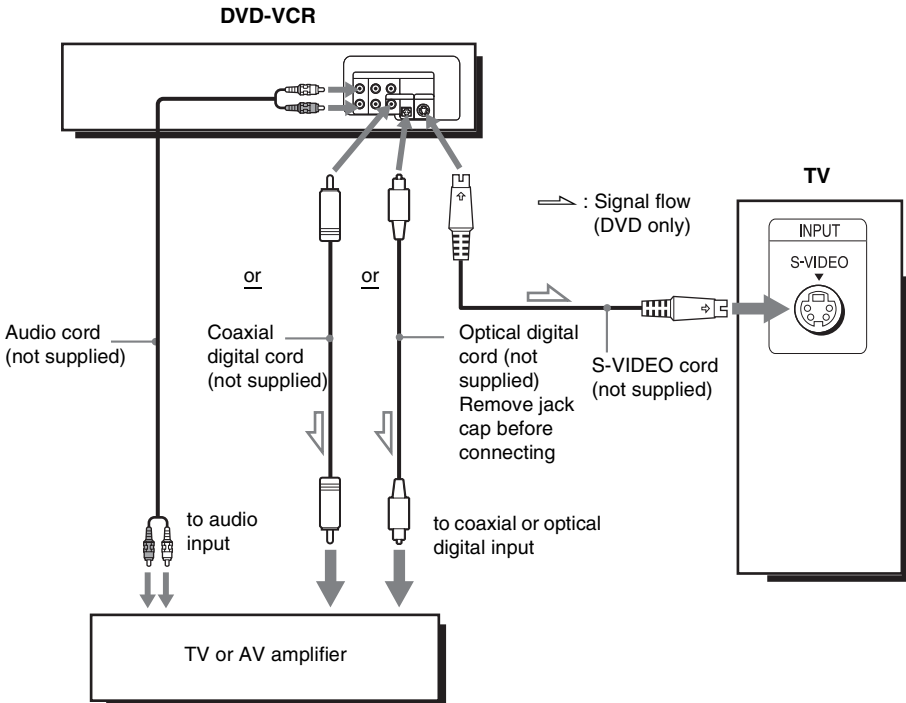 DVD-VCR
: Signal flow
(DVD only)
TV
INPUT
S-VIDEO
or
or
Audio cord
(not supplied)
Coaxial
digital cord
(not supplied)
Optical digital
cord (not
supplied)
Remove jack
cap before
connecting
S-VIDEO cord
(not supplied)
to audio
input
to coaxial or optical
digital input
TV or AV amplifier